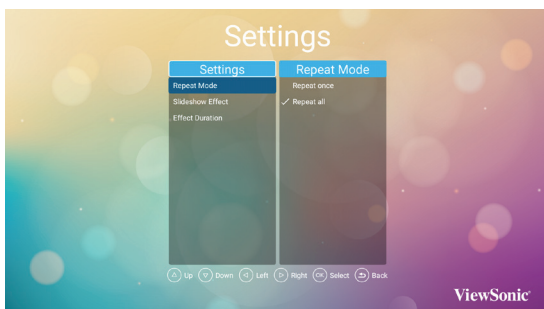 Settings
Settings
Repeat Mode
Repeat Mode
Slideshow Effect
Effect Duration
Repeat once
✓ Repeat all
Up Down Left Right OK Select Back
ViewSonic®